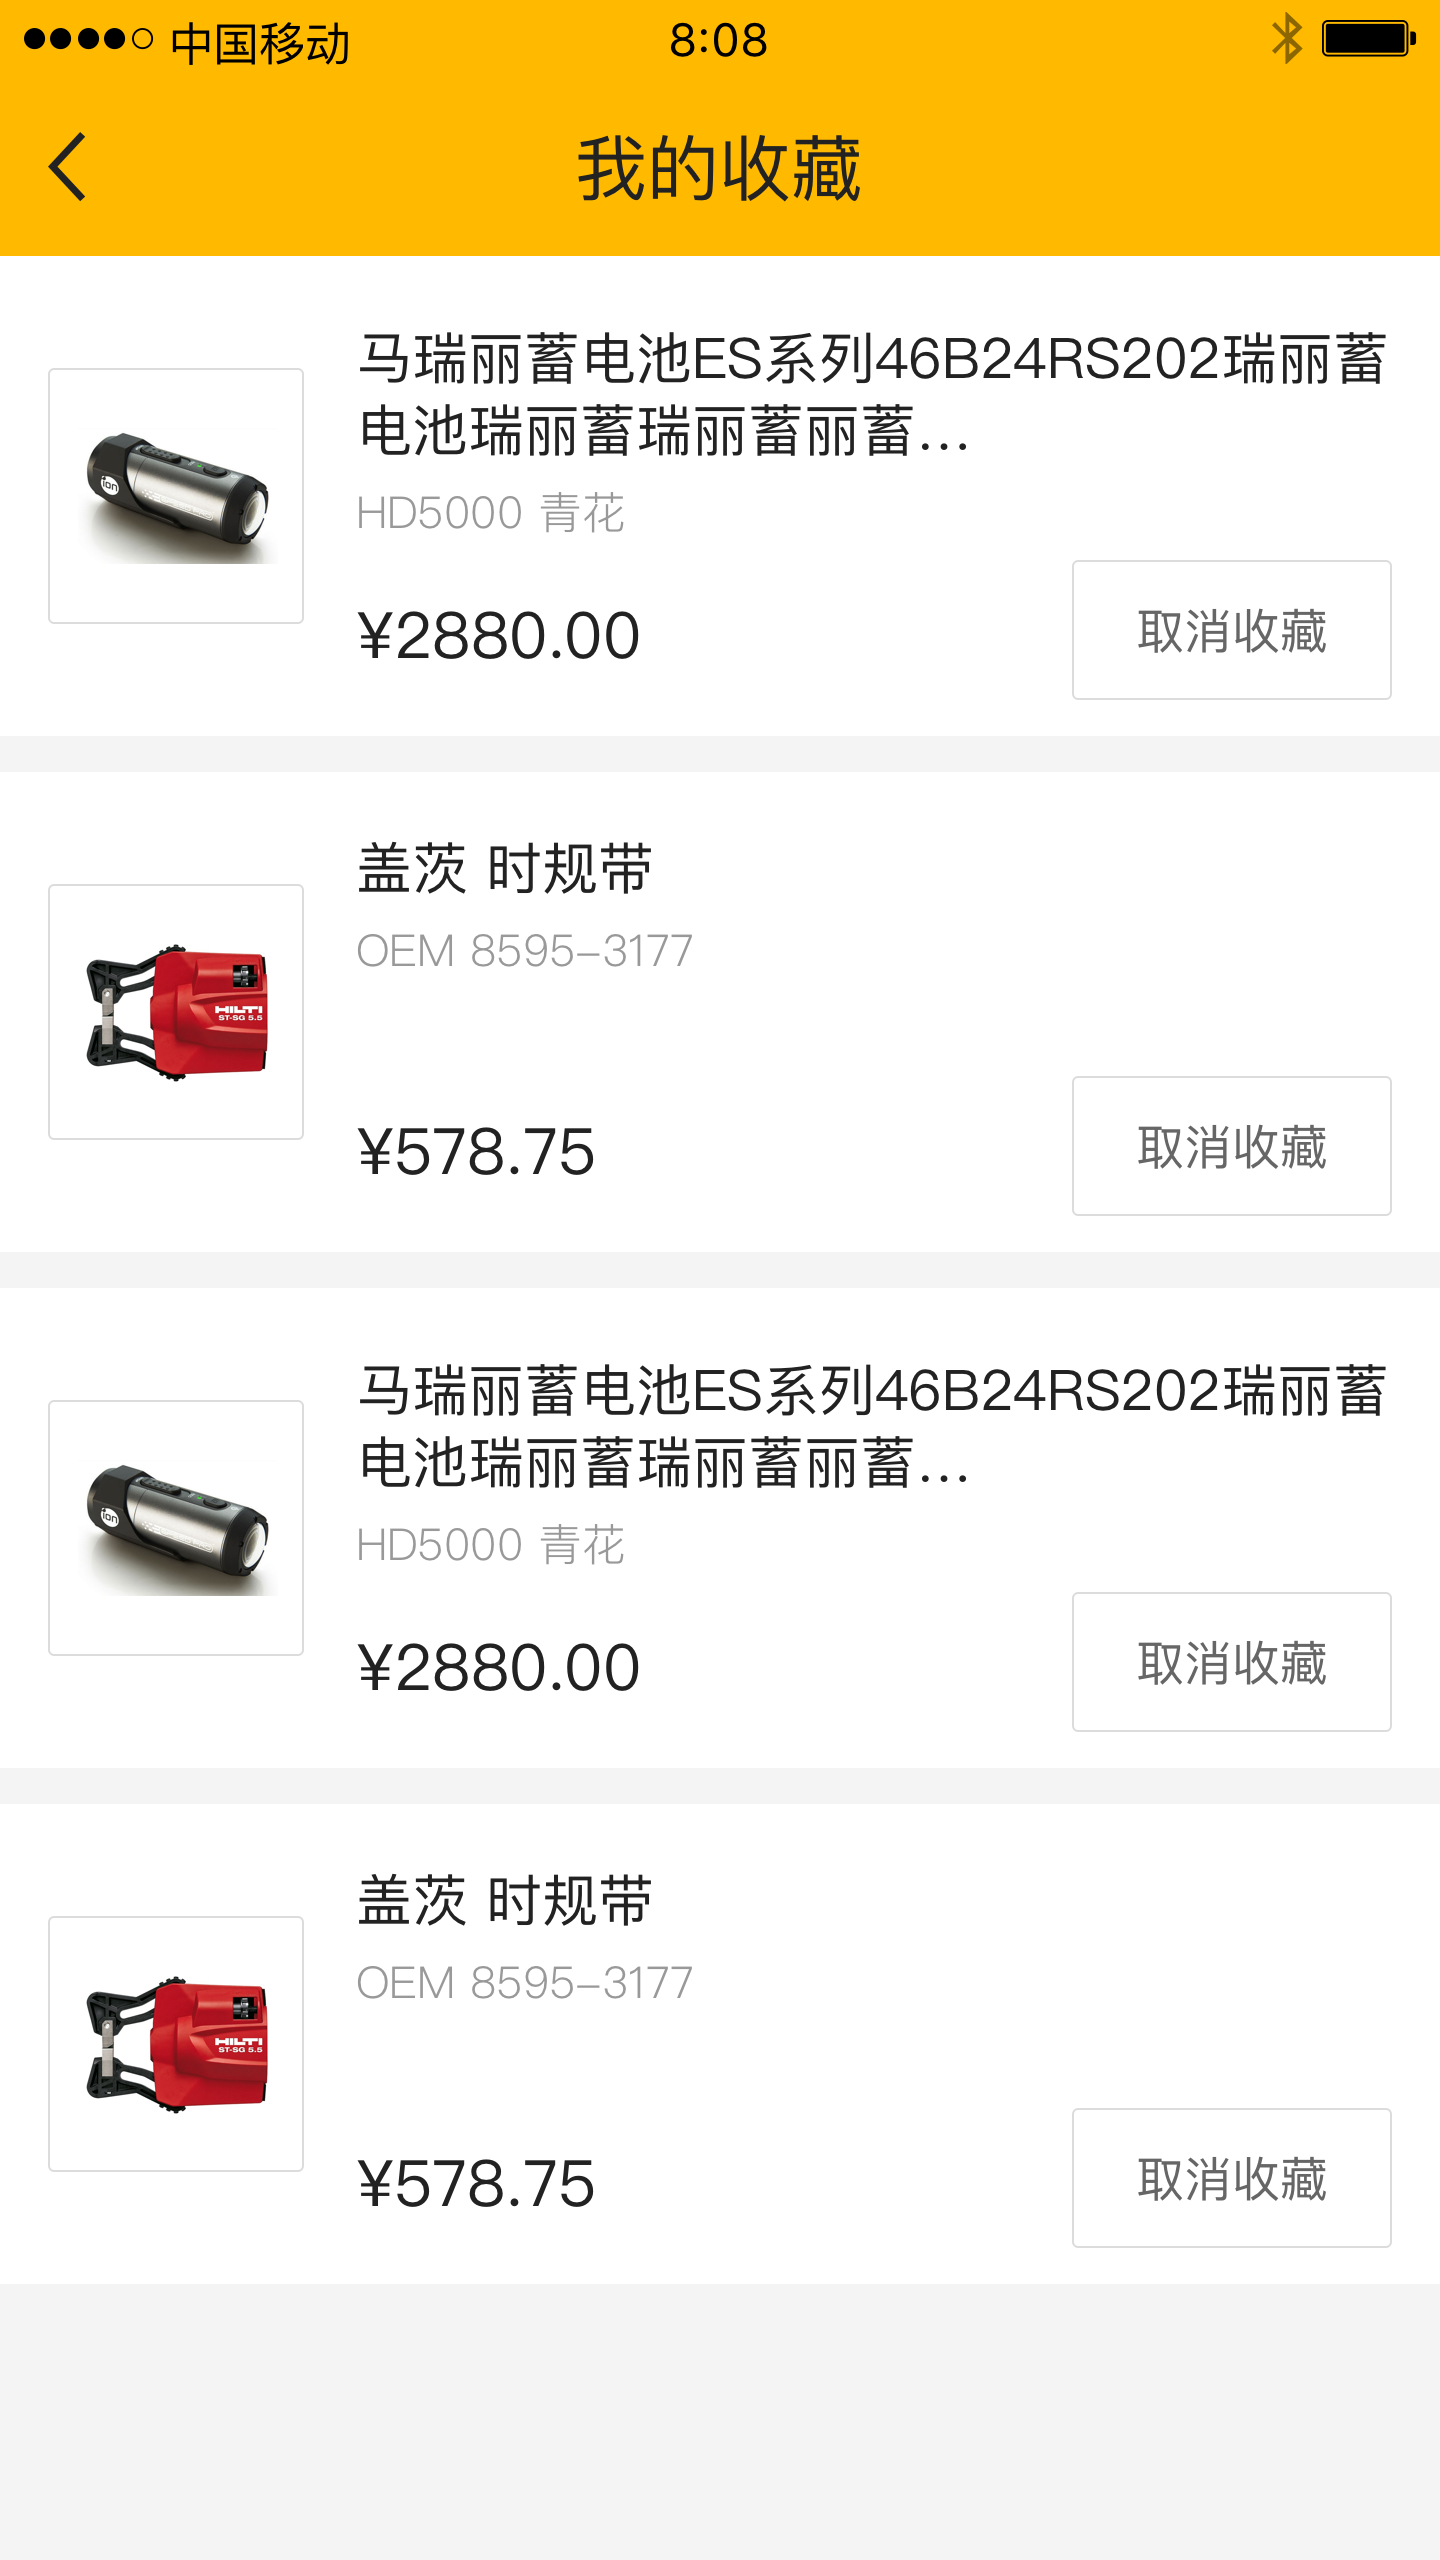 中国移动
8:08
我的收藏
马瑞丽蓄电池ES系列46B24RS202瑞丽蓄
电池瑞丽蓄瑞丽蓄丽蓄...
HD5000 青花
¥2880.00
取消收藏
ion
盖茨 时规带
OEM 8595-3177
HILTI
ST-SG 5.5
¥578.75
取消收藏
马瑞丽蓄电池ES系列46B24RS202瑞丽蓄
电池瑞丽蓄瑞丽蓄丽蓄...
HD5000 青花
ion
¥2880.00
取消收藏
盖茨 时规带
OEM 8595-3177
HILTI
ST-SG 5.5
¥578.75
取消收藏